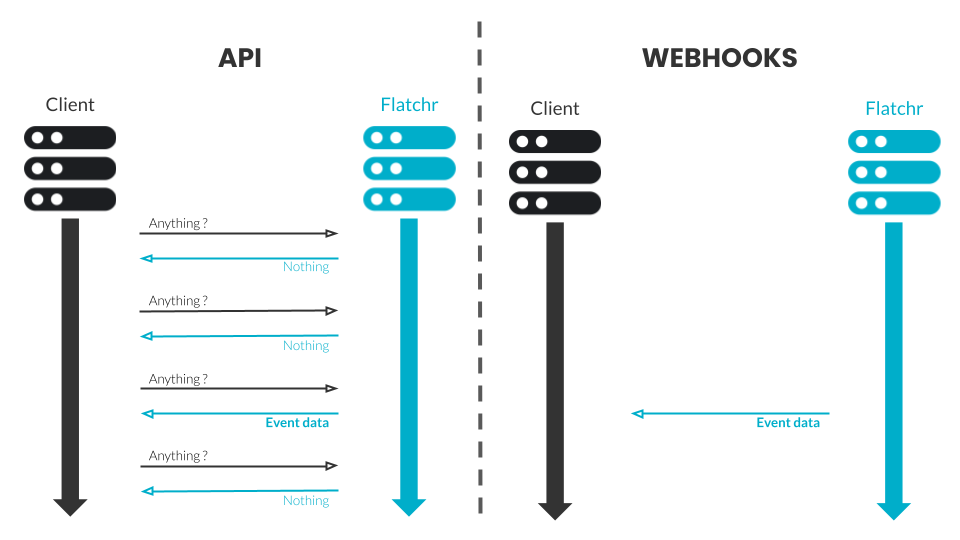 API
Client
Flatchr
Anything ?
Nothing
Anything ?
Nothing
Anything ?
Event data
Anything ?
Nothing
WEBHOOKS
Client
Flatchr
Event data